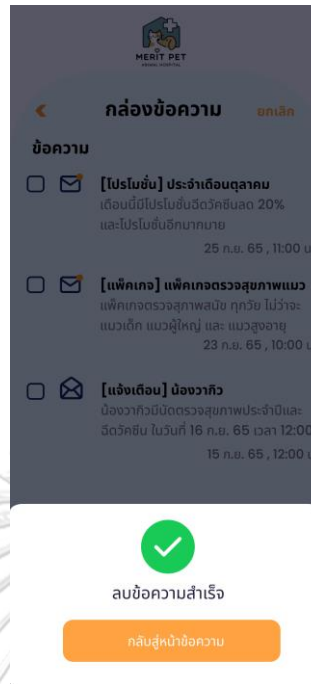 MERIT PET
ANIMAL HOSPITAL
กล่องข้อความ
ยกเลิก
ข้อความ
[โปรโมชั่น] ประจำเดือนตุลาคม
เดือนนี้มีโปรโมชั่นฉีดวัคซีนลด 20%
และโปรโมชั่นอีกมากมาย
25 ก.ย. 65 , 11:00 น
[แพ็คเกจ] แพ็คเกจตรวจสุขภาพแมว
แพ็คเกจตรวจสุภาพสมัย ทุกวัย ไม่ว่าจะ
แมวเด็ก แมวผู้ใหญ่ และ แมวสูงอายุ
23 ก.ย. 65 , 10:00 น
[แจ้งเตือน] น้องวากิว
น้องวากิวมีนัดตรวจสุขภาพประจำปีและ
ฉีดวัคซีน ในวันที่ 16 ก.ย. 65 เวลา 12:00
15 ก.ย. 65 , 12:00 น
ลบข้อความสำเร็จ
กลับสู่หน้าข้อความ